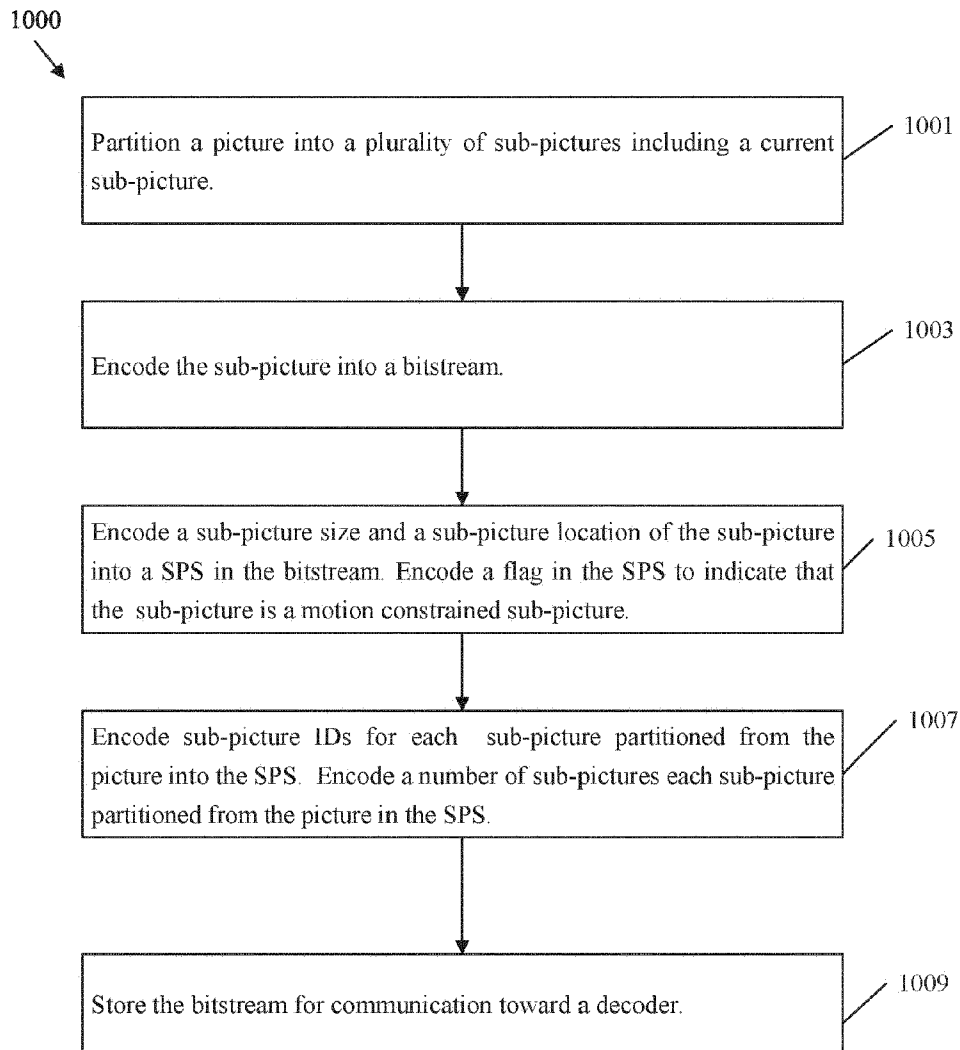 1000
Partition a picture into a plurality of sub-pictures including a current
sub-picture.
1001
Encode the sub-picture into a bitstream.
1003
Encode a sub-picture size and a sub-picture location of the sub-picture
into a SPS in the bitstream. Encode a flag in the SPS to indicate that
the sub-picture is a motion constrained sub-picture.
1005
Encode sub-picture IDs for each sub-picture partitioned from the
picture into the SPS. Encode a number of sub-pictures each sub-picture
partitioned from the picture in the SPS.
1007
Store the bitstream for communication toward a decoder.
1009